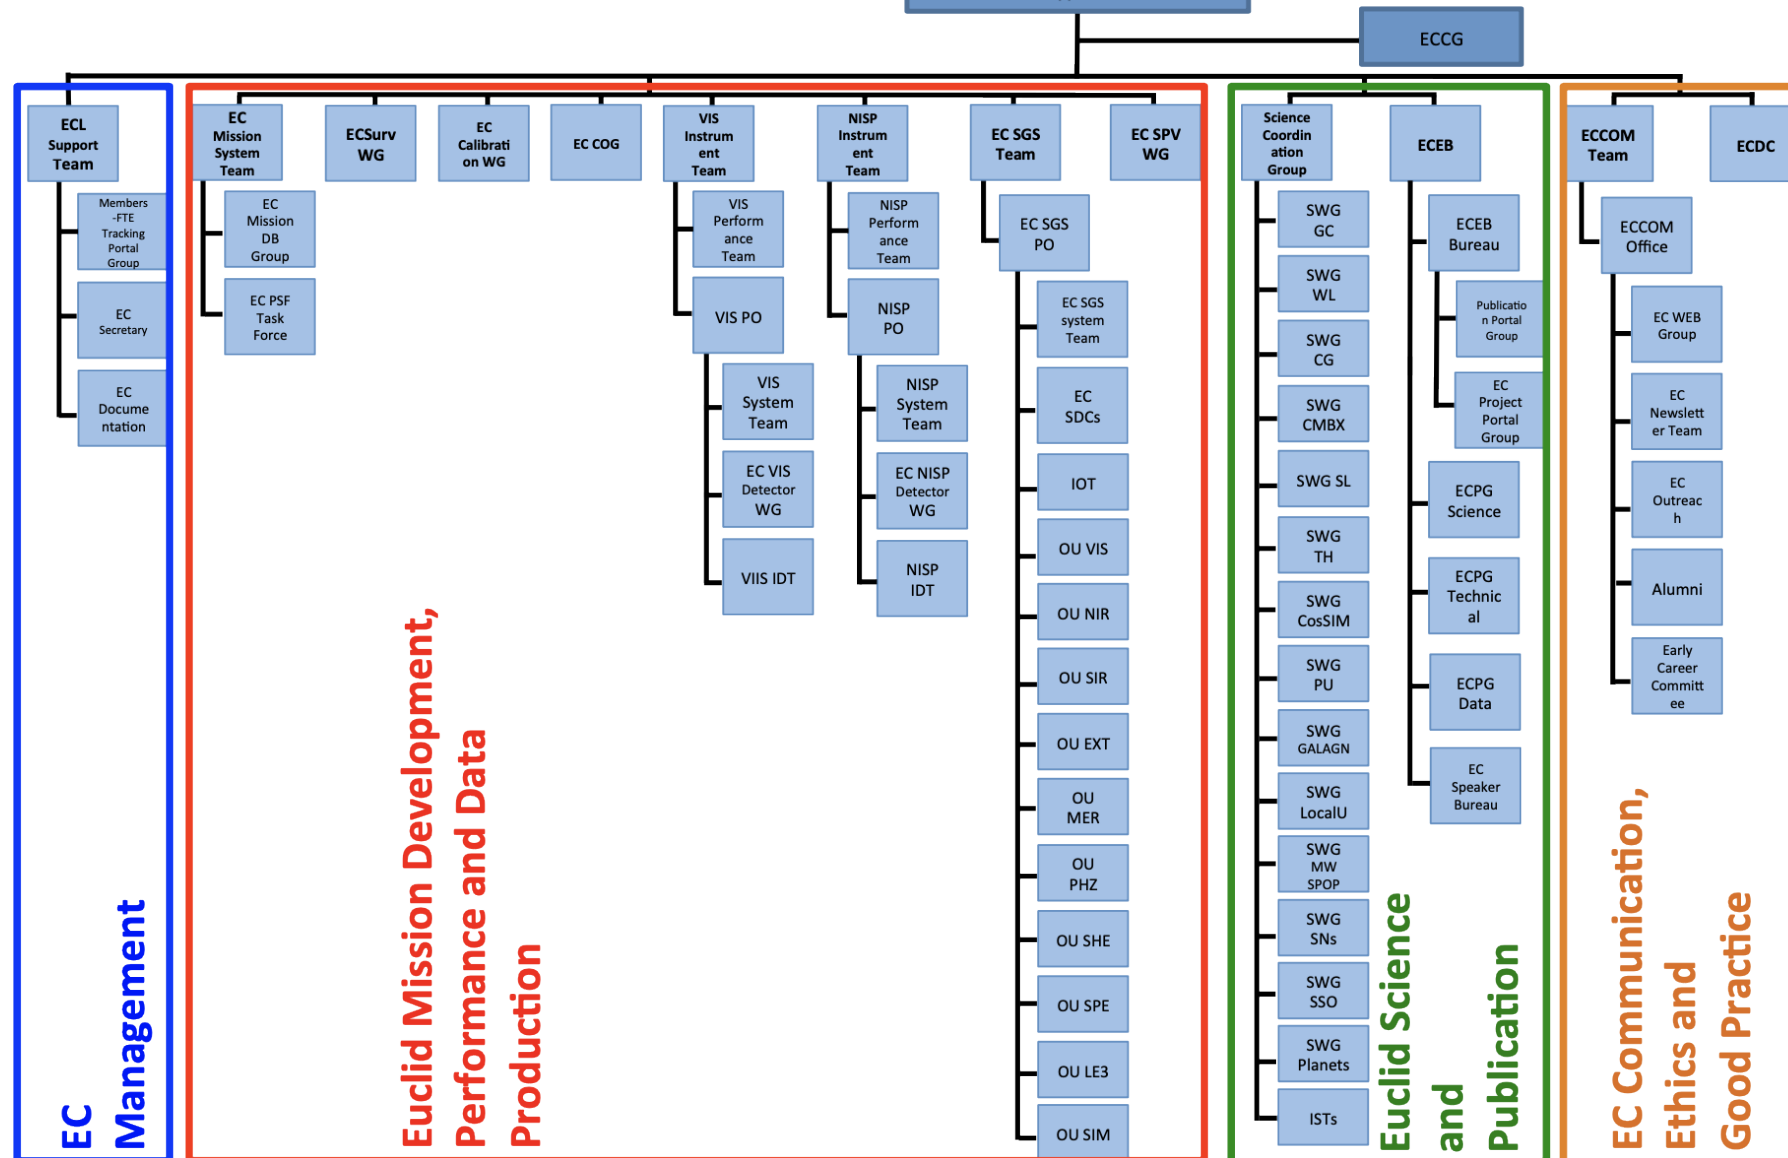 ECCG
ECL
Support
Team
Members
-FTE
Tracking
Portal
Group
EC
Secretary
EC
Docume
ntation
EC
Management
EC
Mission
System
Team
EC
Mission
DB
Group
EC PSF
Task
Force
ECSurv
WG
EC
Calibrati
on WG
EC COG
VIS
Instrum
ent
Team
VIS
Perform
ance
Team
VIS PO
VIS
System
Team
EC VIS
Detector
WG
VIIS IDT
NISP
Instrum
ent
Team
NISP
Perform
ance
Team
NISP
PO
NISP
System
Team
EC NISP
Detector
WG
NISP
IDT
EC SGS
Team
EC SGS
PO
EC SGS
system
Team
EC
SDCs
IOT
OU VIS
OU NIR
OU SIR
OU EXT
OU
MER
OU
PHZ
OU SHE
OU SPE
OU LE3
OU SIM
EC SPV
WG
Euclid Mission Development,
Performance and Data
Production
Science
Coordin
ation
Group
SWG
GC
SWG
WL
SWG
CG
SWG
CMBX
SWG SL
SWG
TH
SWG
CosSIM
SWG
PU
SWG
GALAGN
SWG
LocalU
SWG
MW
SPOP
SWG
SNs
SWG
SSO
SWG
Planets
ISTs
ECEB
ECEB
Bureau
Publicatio
n Portal
Group
EC
Project
Portal
Group
ECPG
Science
ECPG
Technic
al
ECPG
Data
EC
Speaker
Bureau
Euclid Science
and
Publication
ECCOM
Team
ECCOM
Office
EC WEB
Group
EC
Newslett
er Team
EC
Outreac
h
Alumni
Early
Career
Committ
ee
ECDC
EC Communication,
Ethics and
Good Practice